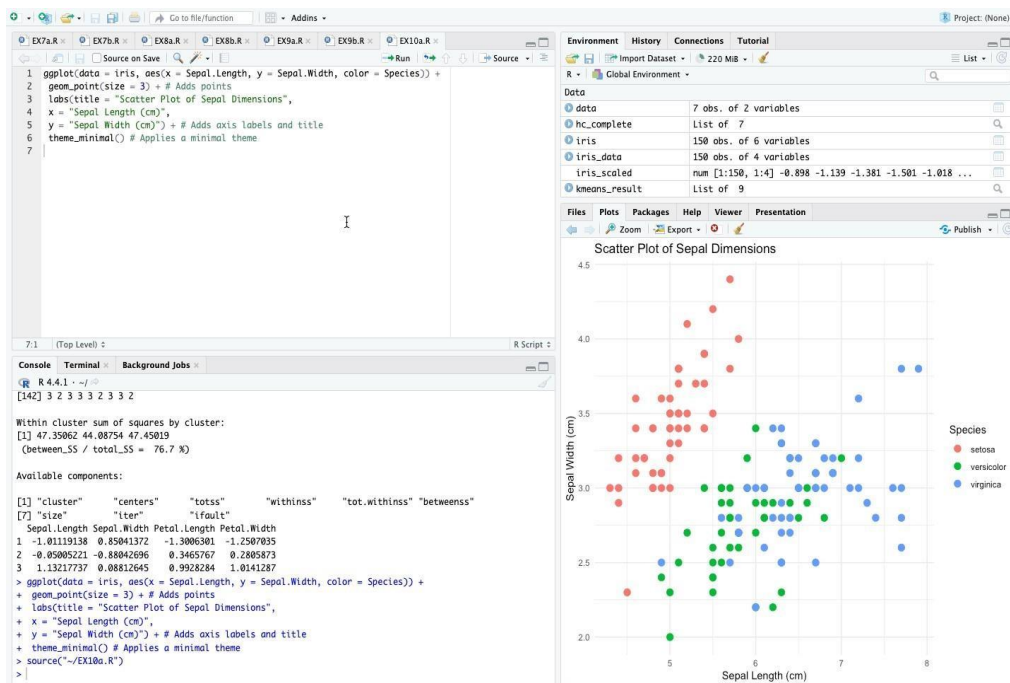 Go to file/function
Addins
Project: (None)
EX7a.R
EX7b.R
EX8a.R
EX8b.R
EX9a.R
EX9b.R
EX10a.R
Source on Save
Run
Source
1 ggplot(data = iris, aes(x = Sepal.Length, y = Sepal.Width, color = Species)) +
2 geom_point(size = 3) + # Adds points
3 labs(title = "Scatter Plot of Sepal Dimensions",
4 x = "Sepal Length (cm)",
5 y = "Sepal Width (cm)") + # Adds axis labels and title
6 theme_minimal() # Applies a minimal theme
7
7:1 (Top Level)
R Script
Console Terminal Background Jobs
R 4.4.1 · ~/
[142] 3 2 3 3 3 2 3 3 2
Within cluster sum of squares by cluster:
[1] 47.35062 44.08754 47.45019
(between_SS / total_SS = 76.7 %)
Available components:
[1] "cluster" "centers" "totss" "withinss" "tot.withinss" "betweenss"
[7] "size" "iter" "ifault"
Sepal.Length Sepal.Width Petal.Length Petal.Width
1 -1.01119138 0.85041372 -1.3006301 -1.2507035
2 -0.05005221 -0.88042696 0.3465767 0.2805873
3 1.13217737 0.08812645 0.9928284 1.0141287
> ggplot(data = iris, aes(x = Sepal.Length, y = Sepal.Width, color = Species)) +
+ geom_point(size = 3) + # Adds points
+ labs(title = "Scatter Plot of Sepal Dimensions",
+ x = "Sepal Length (cm)",
+ y = "Sepal Width (cm)") + # Adds axis labels and title
+ theme_minimal() # Applies a minimal theme
> source("~/EX10a.R")
>
Environment History Connections Tutorial
Import Dataset
220 MiB
List
R
Global Environment
Data
data 7 obs. of 2 variables
hc_complete List of 7
iris 150 obs. of 6 variables
iris_data 150 obs. of 4 variables
iris_scaled num [1:150, 1:4] -0.898 -1.139 -1.381 -1.501 -1.018 ...
kmeans_result List of 9
Files Plots Packages Help Viewer Presentation
Zoom
Export
Publish
Scatter Plot of Sepal Dimensions
4.5
4.0
3.5
3.0
2.5
2.0
Sepal Width (cm)
5
6
7
8
Sepal Length (cm)
Species
setosa
versicolor
virginica